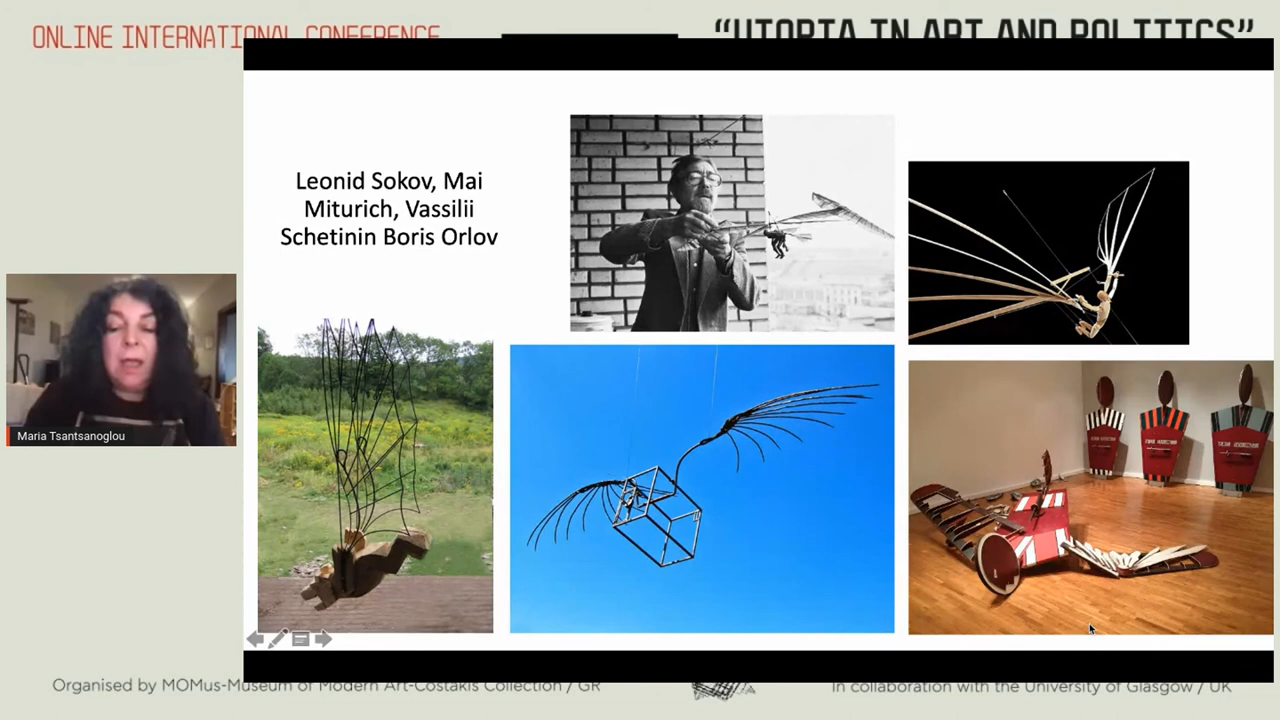 ONLINE INTERNATIONAL CONFERENCE
“UTOPIA IN ART AND POLITICS”
Leonid Sokov, Mai
Miturich, Vassilii
Schetinin Boris Orlov
Maria Tsantsanoglou
Organised by MOMus-Museum of Modern Art-Costakis Collection / GR
In collaboration with the University of Glasgow / UK